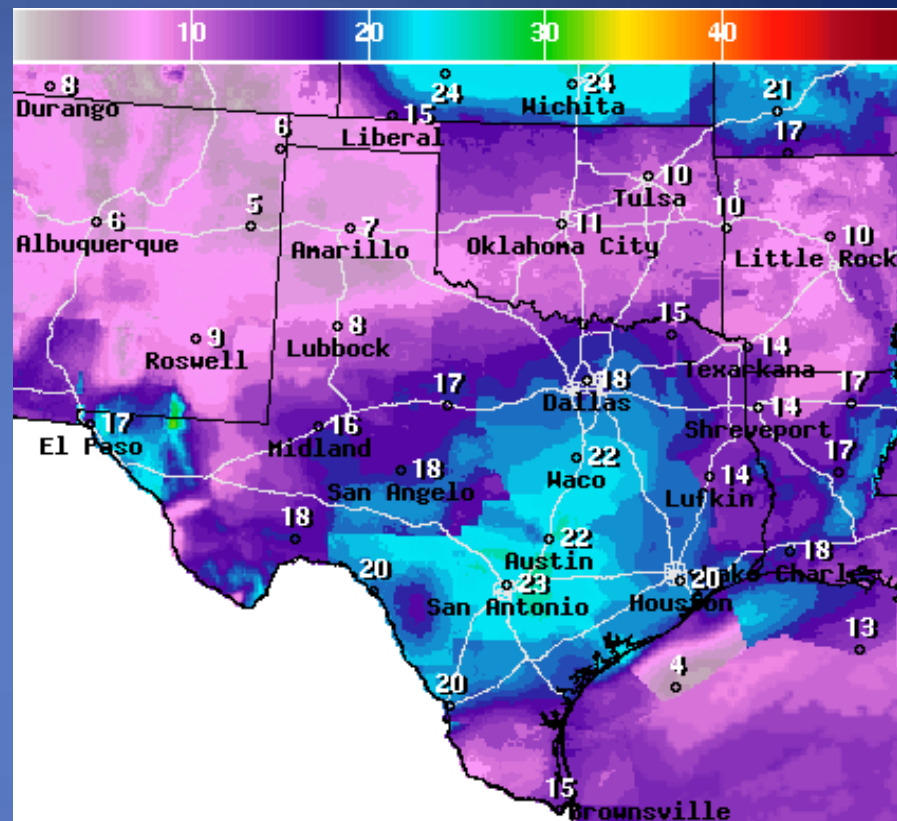 10 20 30 40
8
Durango
24
24
Wichita
21
15
Liberal
6
17
10
Tulsa
6
Albuquerque
5
7
Amarillo
11
Oklahoma City
10
10
Little Rock
9
Roswell
8
Lubbock
15
14
Texarkana
18
Dallas
17
17
14
Shreveport
17
El Paso
16
Midland
18
San Angelo
22
Waco
14
Lufkin
17
18
22
Austin
18
Lake Charles
20
23
San Antonio
20
Houston
13
4
20
15
Brownsville